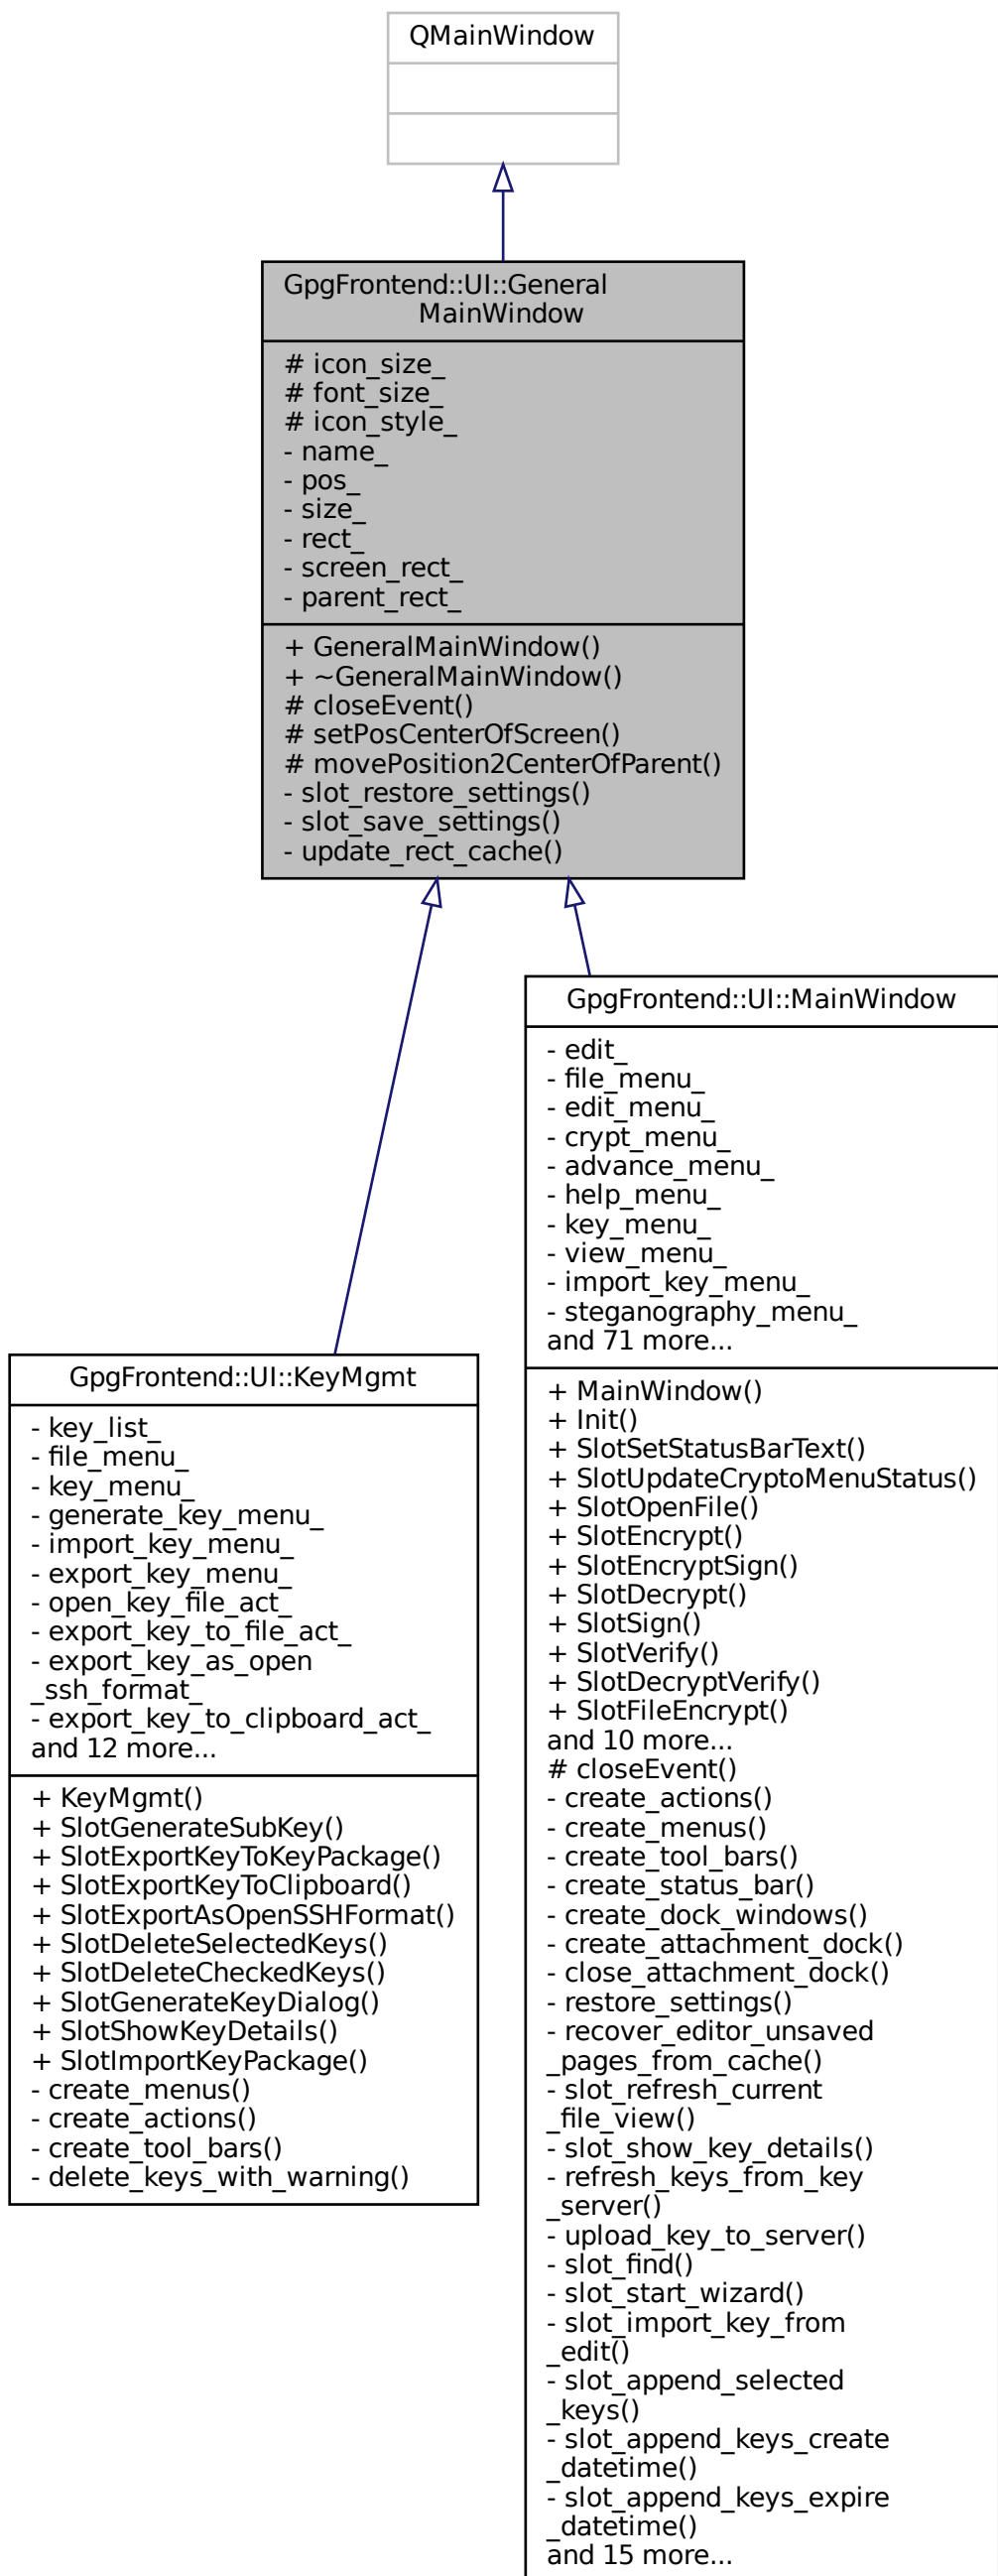 QMainWindow
GpgFrontend::UI::General
MainWindow
# icon_size_
# font_size_
# icon_style_
- name_
- pos_
- size_
- rect_
- screen_rect_
- parent_rect_
+ GeneralMainWindow()
+ ~GeneralMainWindow()
# closeEvent()
# setPosCenterOfScreen()
# movePosition2CenterOfParent()
- slot_restore_settings()
- slot_save_settings()
- update_rect_cache()
GpgFrontend::UI::KeyMgmt
- key_list_
- file_menu_
- key_menu_
- generate_key_menu_
- import_key_menu_
- export_key_menu_
- open_key_file_act_
- export_key_to_file_act_
- export_key_as_open
_ssh_format_
- export_key_to_clipboard_act_
and 12 more...
+ KeyMgmt()
+ SlotGenerateSubKey()
+ SlotExportKeyToKeyPackage()
+ SlotExportKeyToClipboard()
+ SlotExportAsOpenSSHFormat()
+ SlotDeleteSelectedKeys()
+ SlotDeleteCheckedKeys()
+ SlotGenerateKeyDialog()
+ SlotShowKeyDetails()
+ SlotImportKeyPackage()
- create_menus()
- create_actions()
- create_tool_bars()
- delete_keys_with_warning()
GpgFrontend::UI::MainWindow
- edit_
- file_menu_
- edit_menu_
- crypt_menu_
- advance_menu_
- help_menu_
- key_menu_
- view_menu_
- import_key_menu_
- steganography_menu_
and 71 more...
+ MainWindow()
+ Init()
+ SlotSetStatusBarText()
+ SlotUpdateCryptoMenuStatus()
+ SlotOpenFile()
+ SlotEncrypt()
+ SlotEncryptSign()
+ SlotDecrypt()
+ SlotSign()
+ SlotVerify()
+ SlotDecryptVerify()
+ SlotFileEncrypt()
and 10 more...
# closeEvent()
- create_actions()
- create_menus()
- create_tool_bars()
- create_status_bar()
- create_dock_windows()
- create_attachment_dock()
- close_attachment_dock()
- restore_settings()
- recover_editor_unsaved
_pages_from_cache()
- slot_refresh_current
_file_view()
- slot_show_key_details()
- refresh_keys_from_key
_server()
- upload_key_to_server()
- slot_find()
- slot_start_wizard()
- slot_import_key_from
_edit()
- slot_append_selected
_keys()
- slot_append_keys_create
_datetime()
- slot_append_keys_expire
_datetime()
and 15 more...